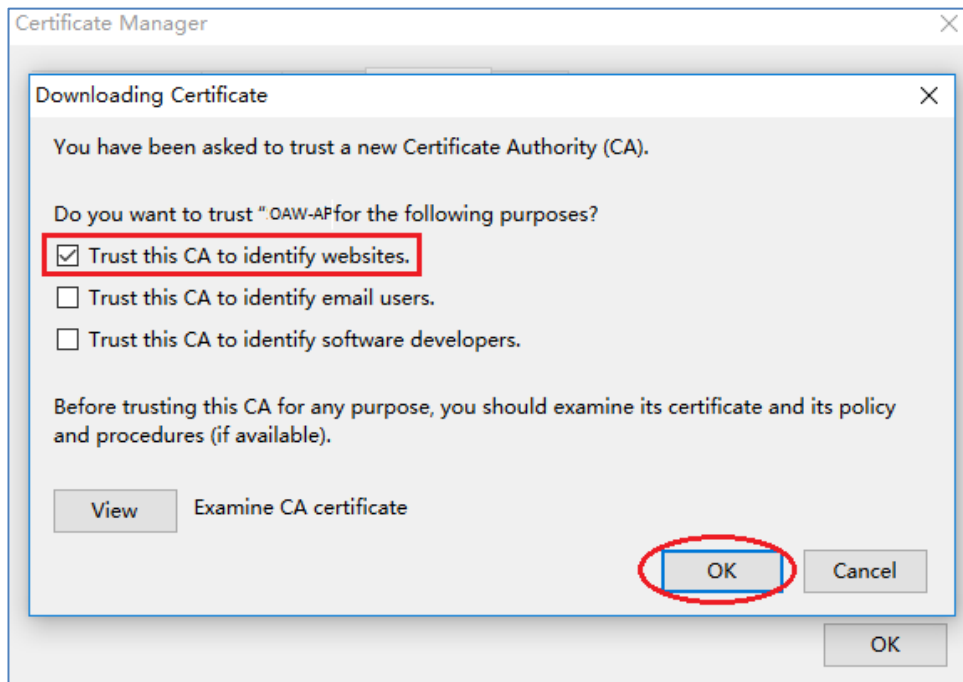 Certificate Manager
Downloading Certificate
You have been asked to trust a new Certificate Authority (CA).
Do you want to trust “.OAW-AP for the following purposes?
Trust this CA to identify websites.
Trust this CA to identify email users.
Trust this CA to identify software developers.
Before trusting this CA for any purpose, you should examine its certificate and its policy
and procedures (if available).
View Examine CA certificate
OK Cancel
OK